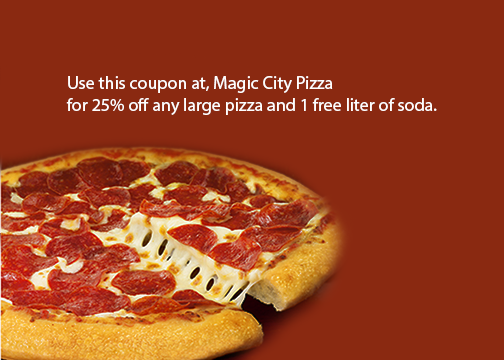 Use this coupon at, Magic City Pizza
for 25% off any large pizza and 1 free liter of soda.